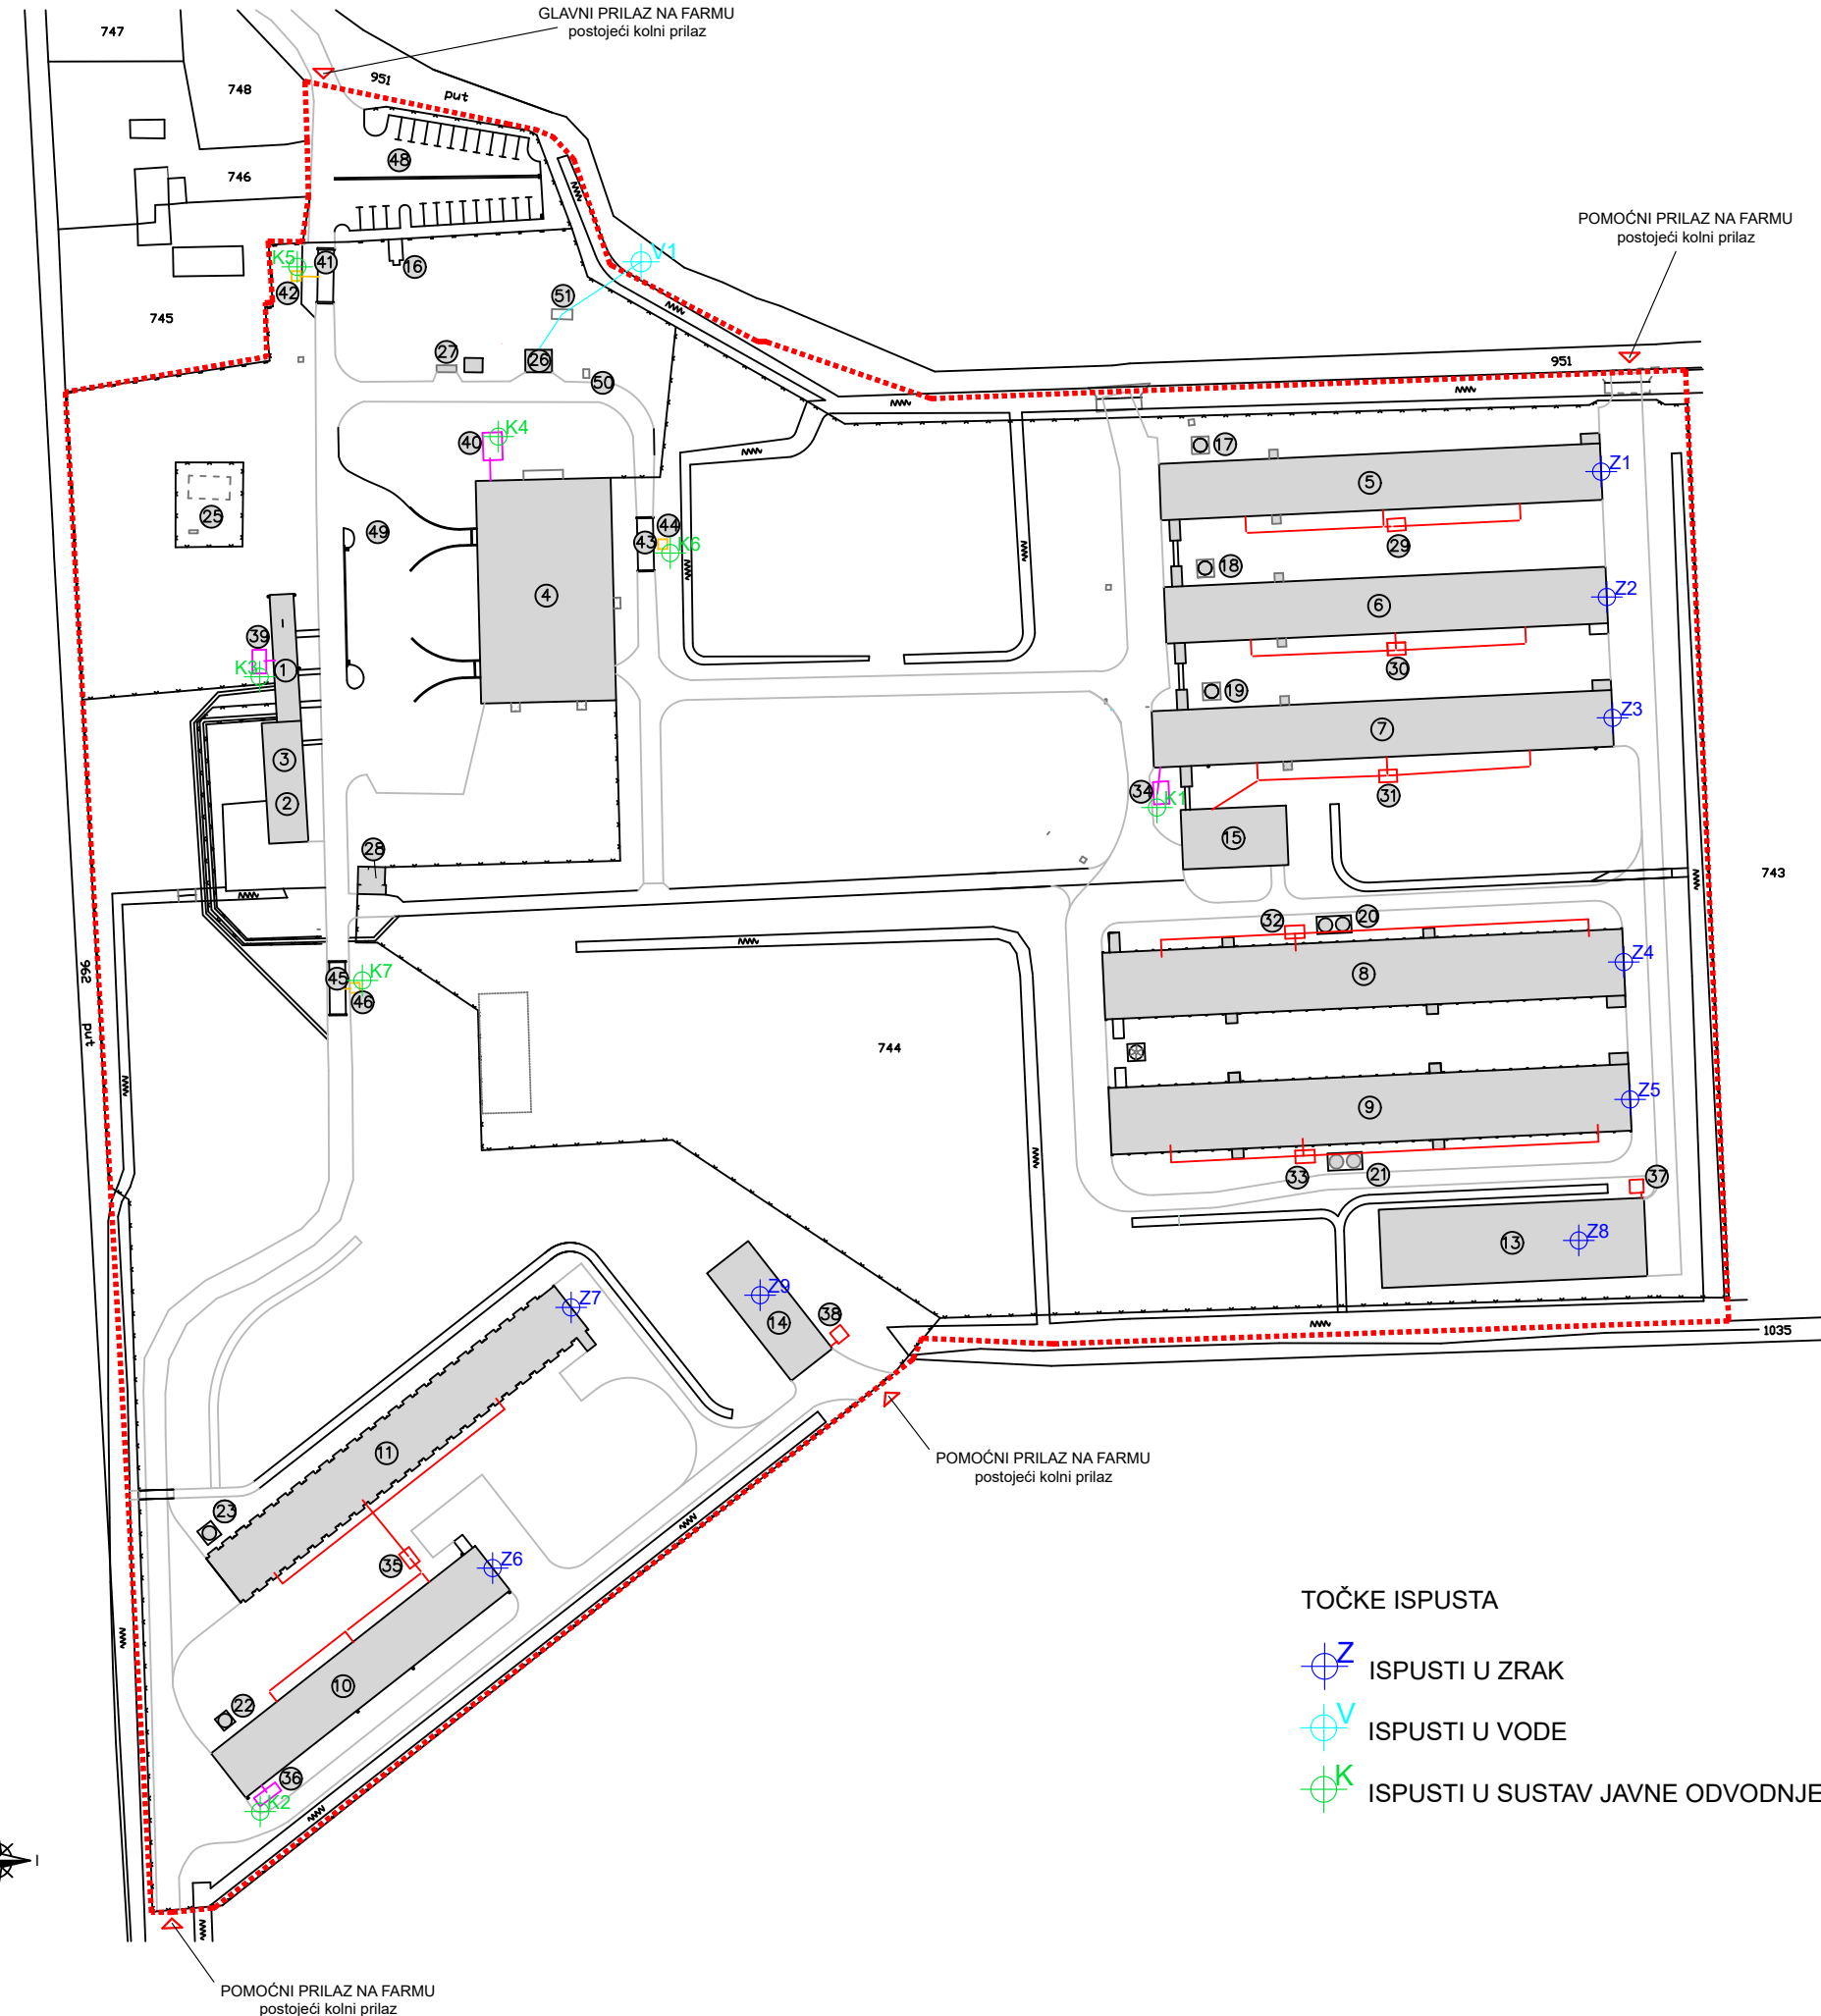 GLAVNI PRILAZ NA FARMU
postojeći kolni prilaz
747
748
951
put
746
48
POMOĆNI PRILAZ NA FARMU
postojeći kolni prilaz
K5
41
16
V1
42
51
745
27
26
50
951
40
K4
17
Z1
5
25
49
44
43
K6
29
18
4
6
Z2
39
K3
1
30
19
7
Z3
3
2
34
K1
31
15
28
743
32
20
962
put
45
K7
46
8
Z4
744
9
Z5
33
21
37
13
Z8
Z7
Z9
14
38
1035
11
POMOĆNI PRILAZ NA FARMU
postojeći kolni prilaz
23
35
Z6
10
22
36
K2
TOČKE ISPUSTA
Z
ISPUSTI U ZRAK
V
ISPUSTI U VODE
K
ISPUSTI U SUSTAV JAVNE ODVODNJE
I
POMOĆNI PRILAZ NA FARMU
postojeći kolni prilaz